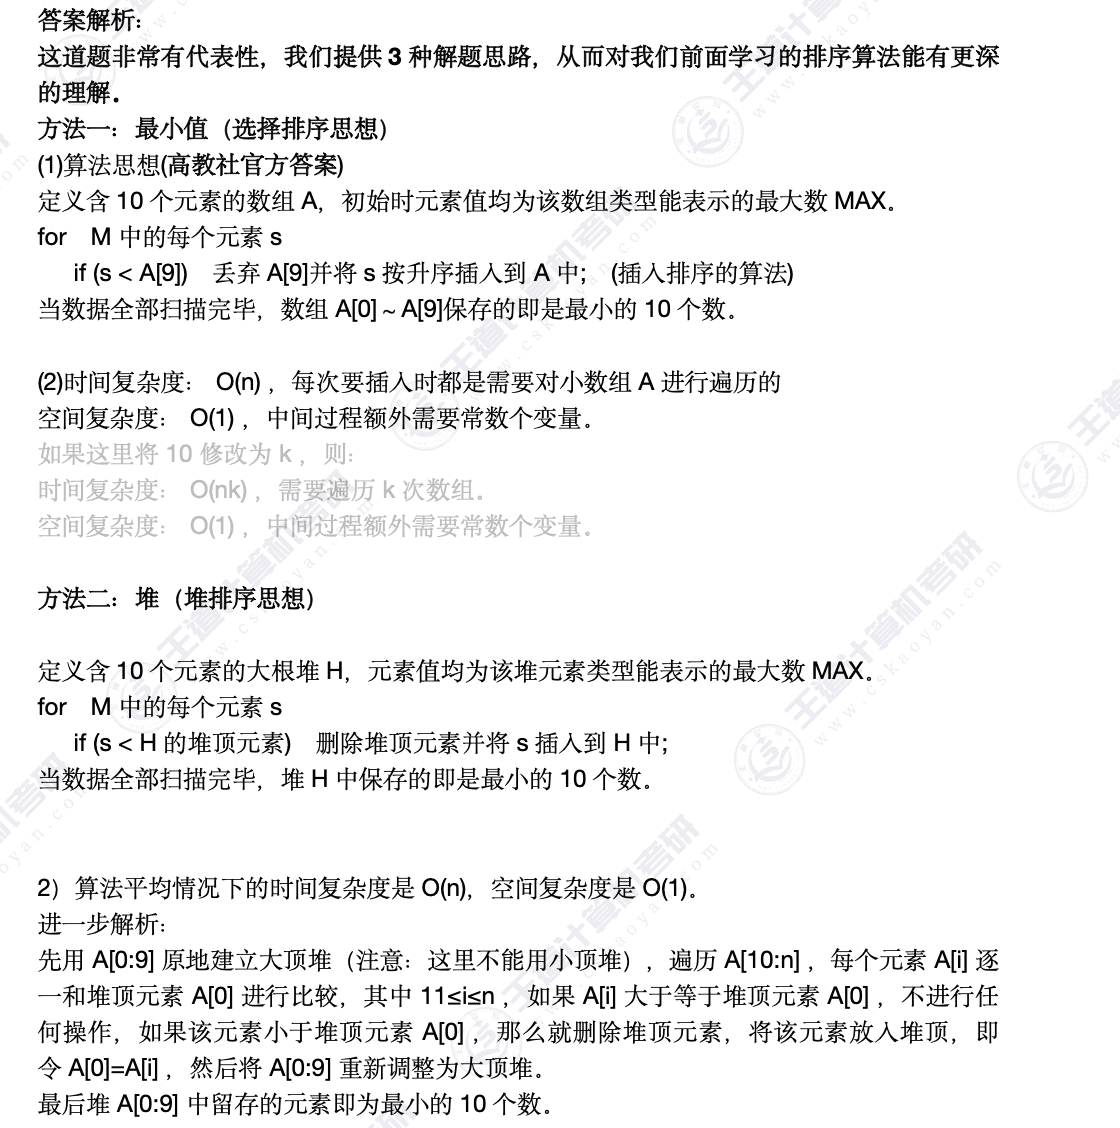 答案解析：
这道题非常有代表性，我们提供 3 种解题思路，从而对我们前面学习的排序算法能有更深
的理解。
方法一：最小值（选择排序思想）
(1)算法思想(高教社官方答案)
定义含 10 个元素的数组 A，初始时元素值均为该数组类型能表示的最大数 MAX。
for M 中的每个元素 s
if (s < A[9]) 丢弃 A[9]并将 s 按升序插入到 A 中; (插入排序的算法)
当数据全部扫描完毕，数组 A[0] ~ A[9]保存的即是最小的 10 个数。
(2)时间复杂度： O(n) ，每次要插入时都是需要对小数组 A 进行遍历的
空间复杂度： O(1) ，中间过程额外需要常数个变量。
如果这里将 10 修改为 k ，则:
时间复杂度： O(nk) ，需要遍历 k 次数组。
空间复杂度： O(1) ，中间过程额外需要常数个变量。
方法二：堆（堆排序思想）
定义含 10 个元素的大根堆 H，元素值均为该堆元素类型能表示的最大数 MAX。
for M 中的每个元素 s
if (s < H 的堆顶元素) 删除堆顶元素并将 s 插入到 H 中;
当数据全部扫描完毕，堆 H 中保存的即是最小的 10 个数。
2）算法平均情况下的时间复杂度是 O(n)，空间复杂度是 O(1)。
进一步解析:
先用 A[0:9] 原地建立大顶堆（注意：这里不能用小顶堆），遍历 A[10:n] ，每个元素 A[i] 逐
一和堆顶元素 A[0] 进行比较，其中 11≤i≤n ，如果 A[i] 大于等于堆顶元素 A[0] ，不进行任
何操作，如果该元素小于堆顶元素 A[0] ，那么就删除堆顶元素，将该元素放入堆顶，即
令 A[0]=A[i] ，然后将 A[0:9] 重新调整为大顶堆。
最后堆 A[0:9] 中留存的元素即为最小的 10 个数。
王道计算机考研
www.cskaoyan.com